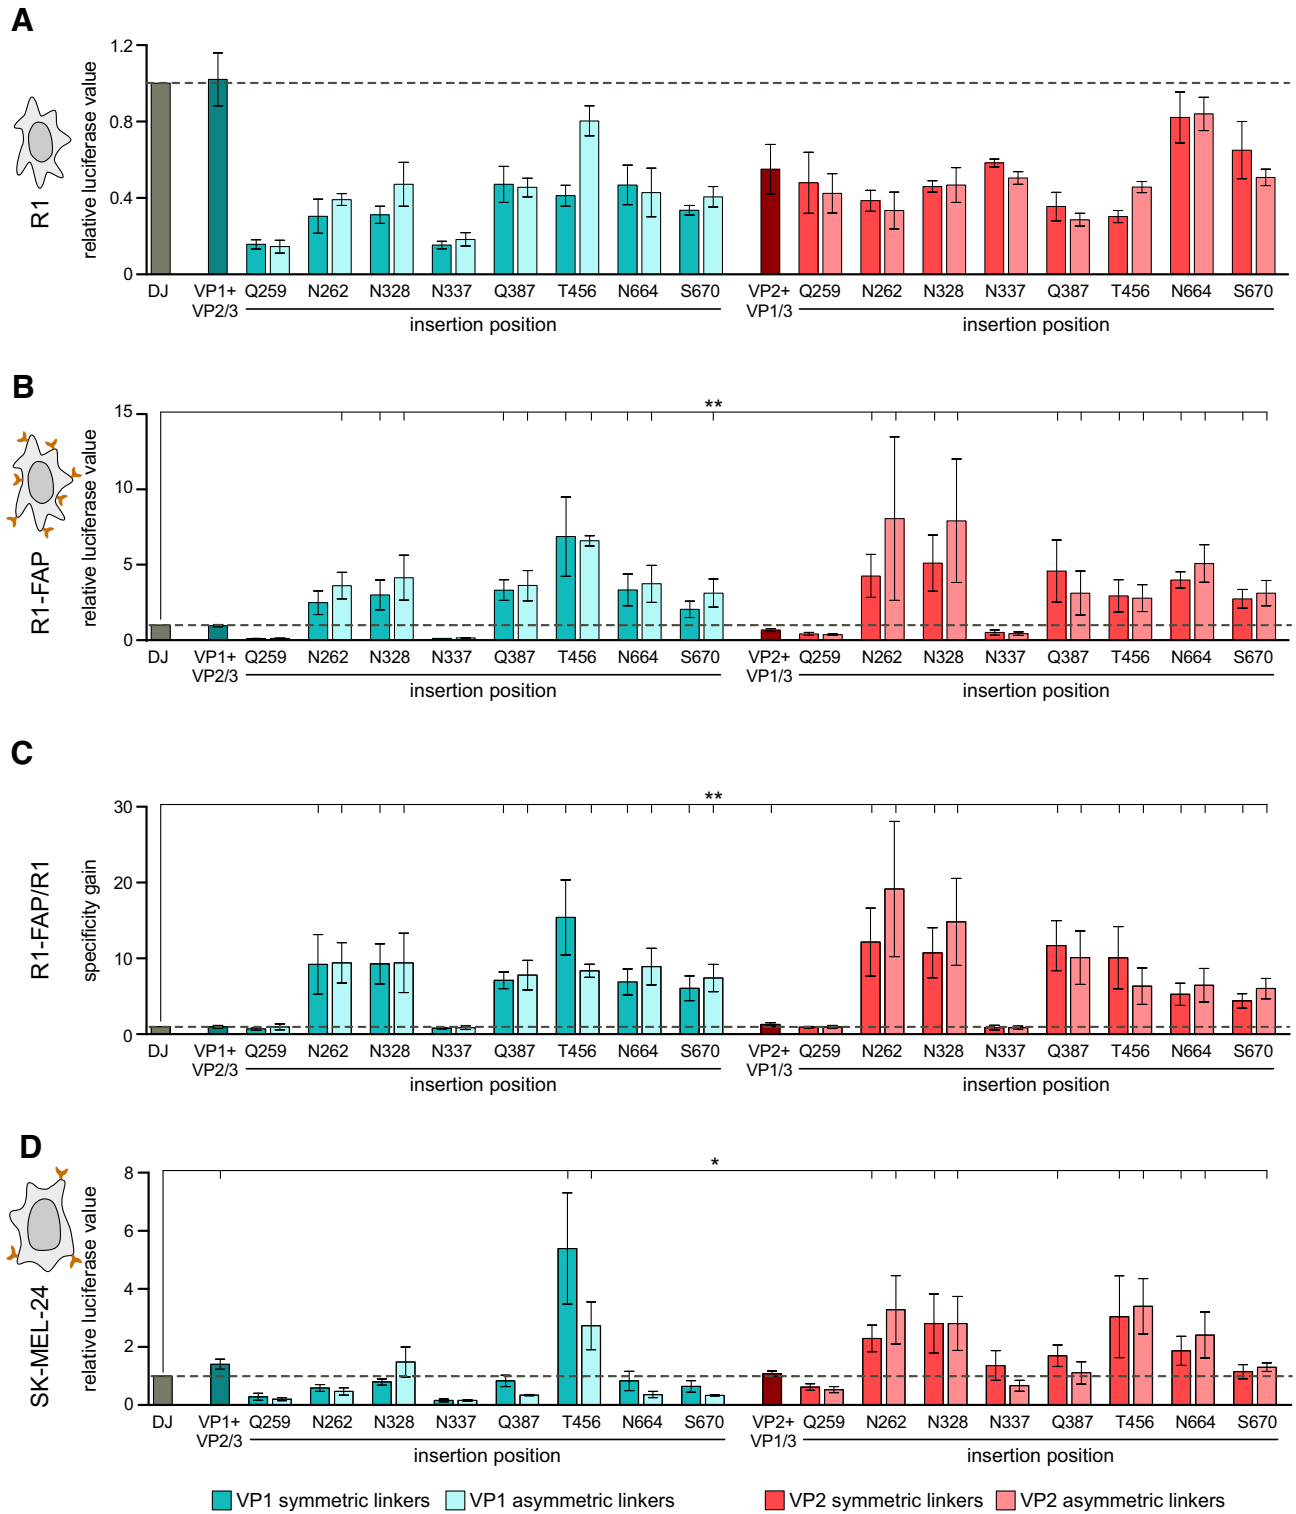 A
R1
relative luciferase value
1.2
0.8
0.4
0
DJ VP1+ Q259 N262 N328 N337 Q387 T456 N664 S670 VP2+ Q259 N262 N328 N337 Q387 T456 N664 S670
VP2/3 VP1/3
insertion position insertion position
B
R1-FAP
relative luciferase value
**
15
10
5
0
DJ VP1+ Q259 N262 N328 N337 Q387 T456 N664 S670 VP2+ Q259 N262 N328 N337 Q387 T456 N664 S670
VP2/3 VP1/3
insertion position insertion position
C
R1-FAP/R1
specificity gain
**
30
20
10
0
DJ VP1+ Q259 N262 N328 N337 Q387 T456 N664 S670 VP2+ Q259 N262 N328 N337 Q387 T456 N664 S670
VP2/3 VP1/3
insertion position insertion position
D
SK-MEL-24
relative luciferase value
*
8
6
4
2
0
DJ VP1+ Q259 N262 N328 N337 Q387 T456 N664 S670 VP2+ Q259 N262 N328 N337 Q387 T456 N664 S670
VP2/3 VP1/3
insertion position insertion position
VP1 symmetric linkers VP1 asymmetric linkers VP2 symmetric linkers VP2 asymmetric linkers